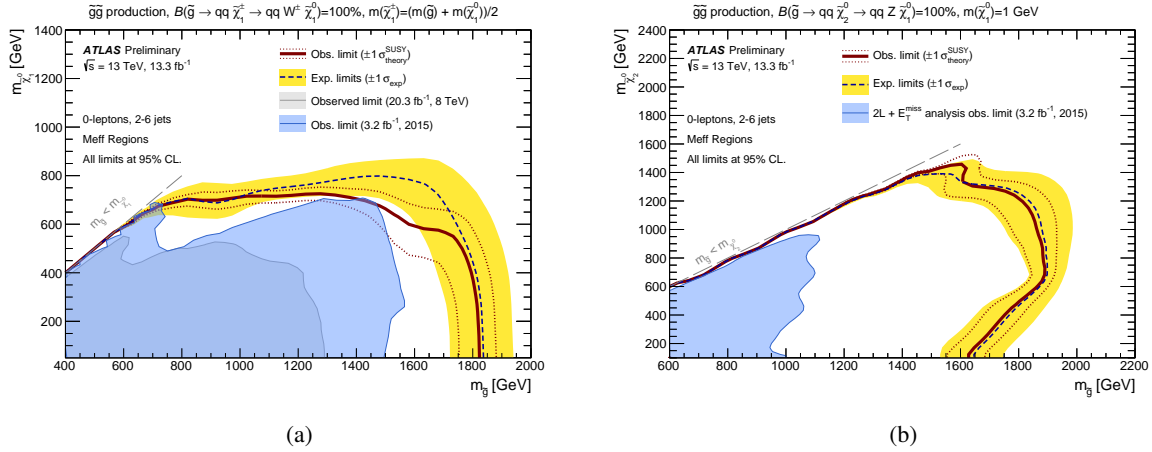 g̃g̃ production, B(g̃ → qq χ̃₁± → qq W± χ̃₁⁰)=100%, m(χ̃₁±)=(m(g̃) + m(χ̃₁⁰))/2
m_χ̃₁⁰ [GeV]
1400
1200
1000
800
600
400
200
ATLAS Preliminary
√s = 13 TeV, 13.3 fb⁻¹
0-leptons, 2-6 jets
Meff Regions
All limits at 95% CL.
Obs. limit (±1 σ^SUSY_theory)
Exp. limits (±1 σ_exp)
Observed limit (20.3 fb⁻¹, 8 TeV)
Obs. limit (3.2 fb⁻¹, 2015)
m_g̃ < m_χ̃₁⁰
400 600 800 1000 1200 1400 1600 1800 2000
m_g̃ [GeV]
(a)
g̃g̃ production, B(g̃ → qq χ̃₂⁰ → qq Z χ̃₁⁰)=100%, m(χ̃₁⁰)=1 GeV
m_χ̃₂⁰ [GeV]
2400
2200
2000
1800
1600
1400
1200
1000
800
600
400
200
ATLAS Preliminary
√s = 13 TeV, 13.3 fb⁻¹
0-leptons, 2-6 jets
Meff Regions
All limits at 95% CL.
Obs. limit (±1 σ^SUSY_theory)
Exp. limits (±1 σ_exp)
2L + E_T^miss analysis obs. limit (3.2 fb⁻¹, 2015)
m_g̃ < m_χ̃₂⁰
600 800 1000 1200 1400 1600 1800 2000 2200
m_g̃ [GeV]
(b)